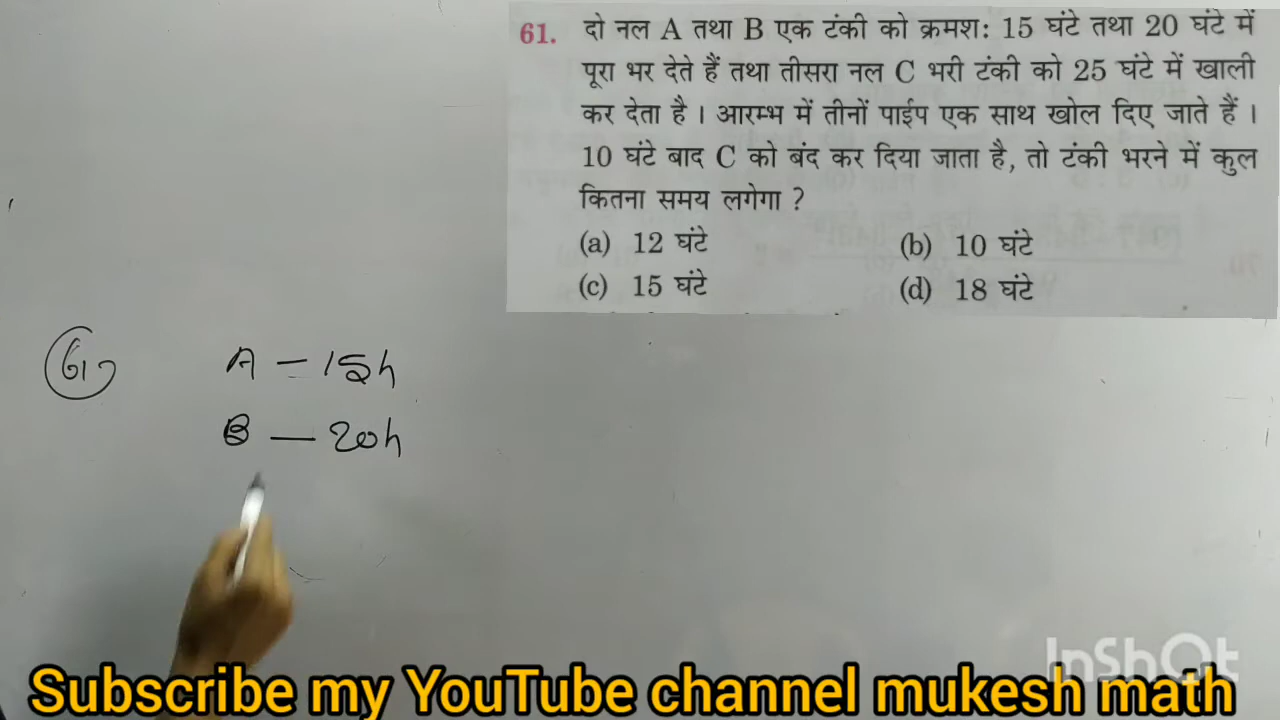 61. दो नल A तथा B एक टंकी को क्रमश: 15 घंटे तथा 20 घंटे में
पूरा भर देते हैं तथा तीसरा नल C भरी टंकी को 25 घंटे में खाली
कर देता है । आरम्भ में तीनों पाईप एक साथ खोल दिए जाते हैं ।
10 घंटे बाद C को बंद कर दिया जाता है, तो टंकी भरने में कुल
कितना समय लगेगा ?
(a) 12 घंटे (b) 10 घंटे
(c) 15 घंटे (d) 18 घंटे
61
A — 15h
B — 20h
InShOt
Subscribe my YouTube channel mukesh math